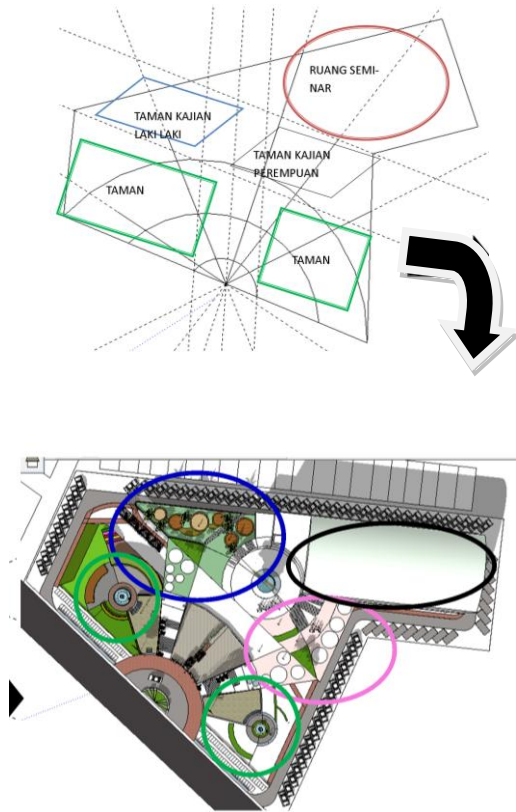 RUANG SEMI-
NAR
TAMAN KAJIAN
LAKI LAKI
TAMAN KAJIAN
PEREMPUAN
TAMAN
TAMAN